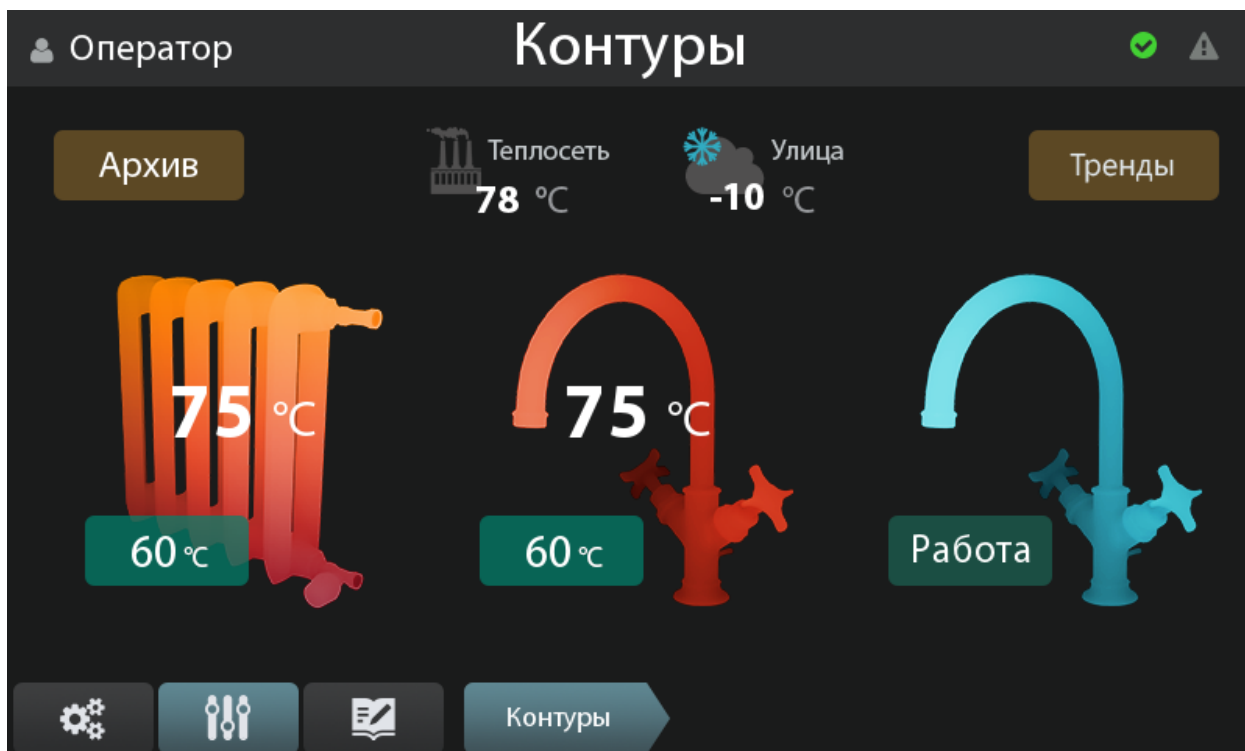 Оператор
Контуры
Архив
Теплосеть
78 °C
Улица
-10 °C
Тренды
75 °C
75 °C
60 °C
60 °C
Работа
Контуры